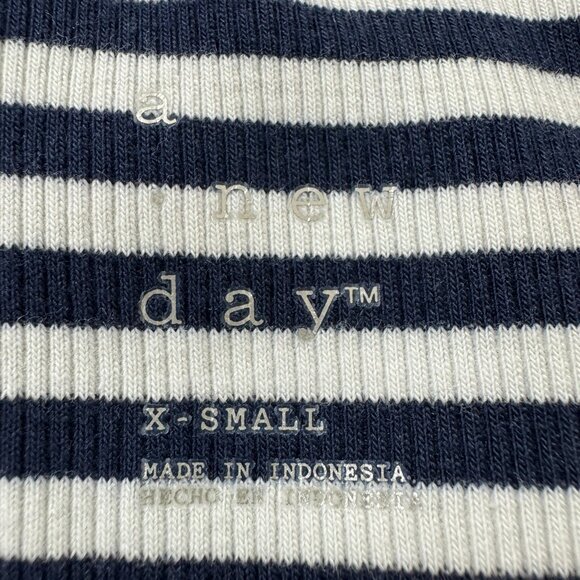 a
· new
day™
X-SMALL
MADE IN INDONESIA
HECHO EN INDONESIA